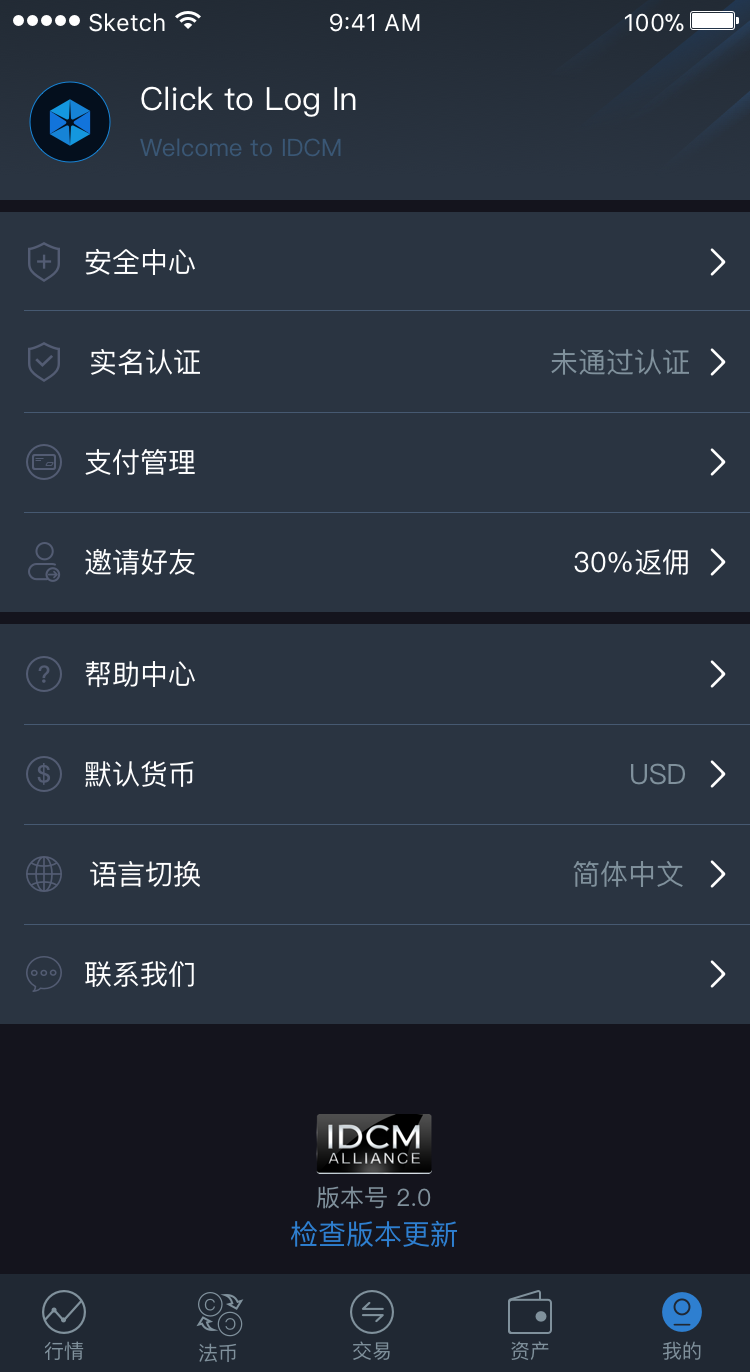 Sketch 9:41 AM 100%
Click to Log In
Welcome to IDCM
安全中心
实名认证 未通过认证
支付管理
邀请好友 30%返佣
帮助中心
默认货币 USD
语言切换 简体中文
联系我们
IDCM
ALLIANCE
版本号 2.0
检查版本更新
行情 法币 交易 资产 我的